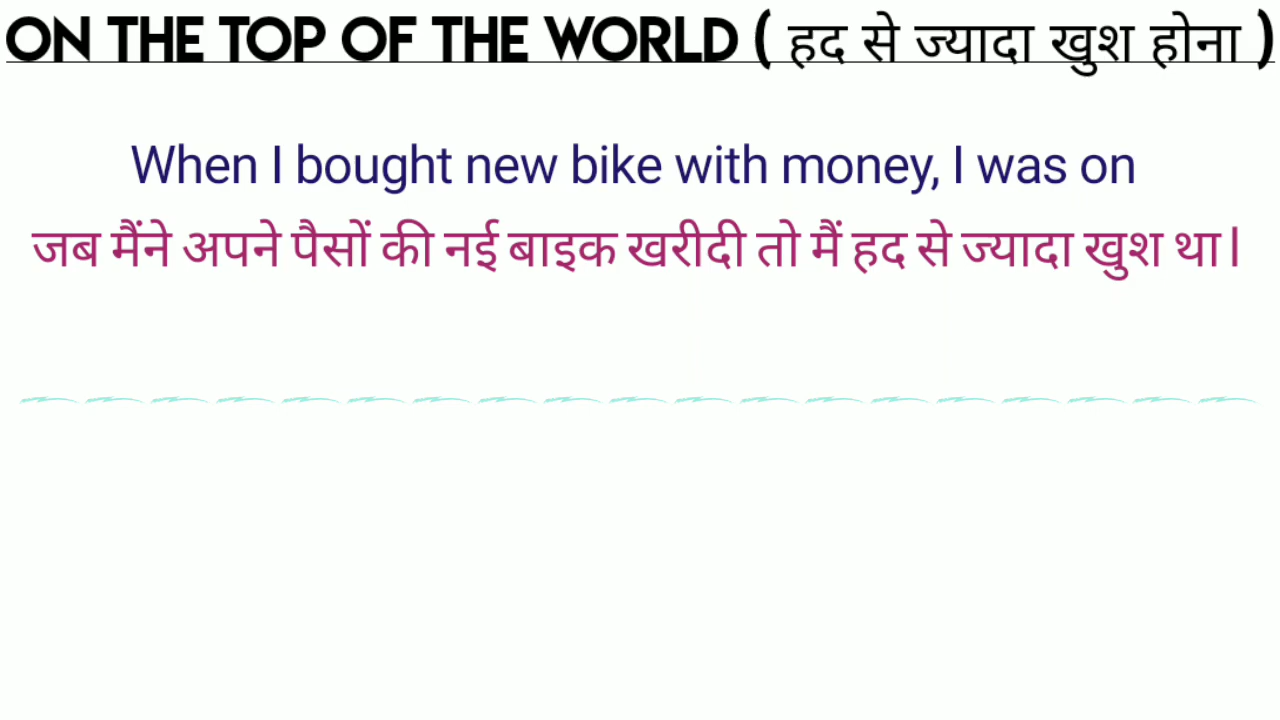 ON THE TOP OF THE WORLD ( हद से ज्यादा खुश होना )
When I bought new bike with money, I was on
जब मैंने अपने पैसों की नई बाइक खरीदी तो मैं हद से ज्यादा खुश था।